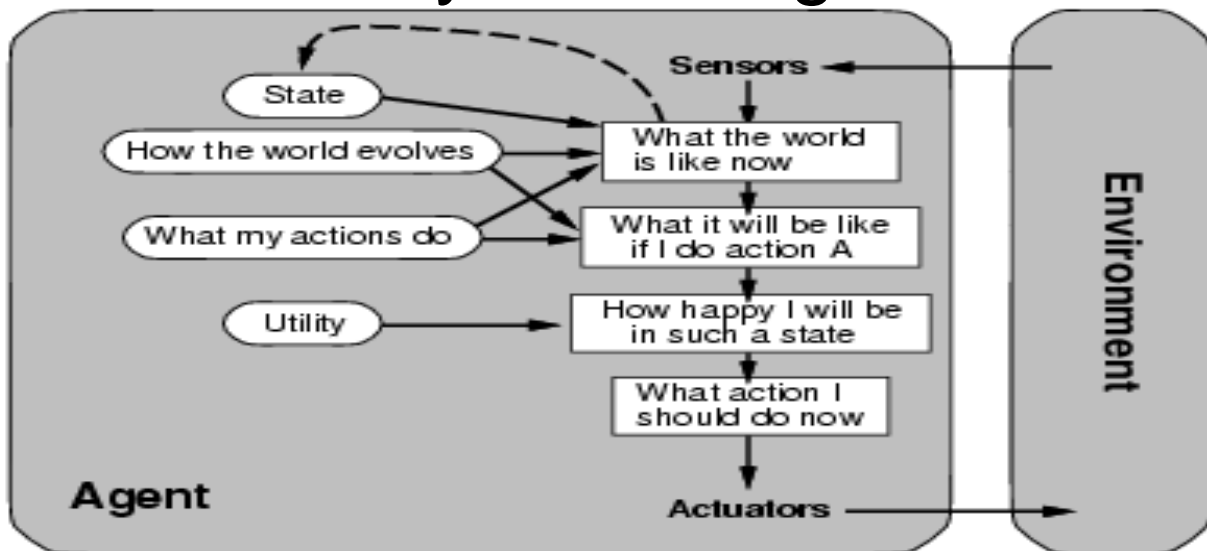 Sensors
State
What the world
is like now
How the world evolves
What it will be like
if I do action A
What my actions do
How happy I will be
in such a state
Utility
What action I
should do now
Agent
Actuators
Environment